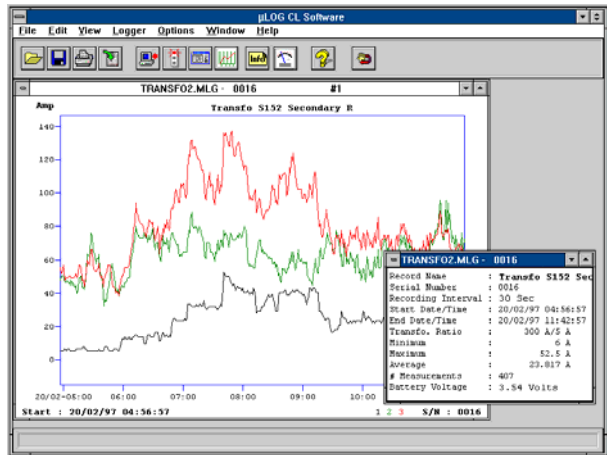 µLOG CL Software
File Edit View Logger Options Window Help
Info
TRANSFO2.MLG - 0016 #1
Amp Transfo S152 Secondary R
140
120
100
80
60
40
20
0
20/02-05:00 06:00 07:00 08:00 09:00 10:00
Start : 20/02/97 04:56:57 1 2 3 S/N : 0016
TRANSFO2.MLG - 0016
Record Name : Transfo S152 Sec
Serial Number : 0016
Recording Interval : 30 Sec
Start Date/Time : 20/02/97 04:56:57
End Date/Time : 20/02/97 11:42:57
Transfo. Ratio : 300 A/5 A
Minimum : 6 A
Maximum : 52.5 A
Average : 23.817 A
# Measurements : 407
Battery Voltage : 3.54 Volts